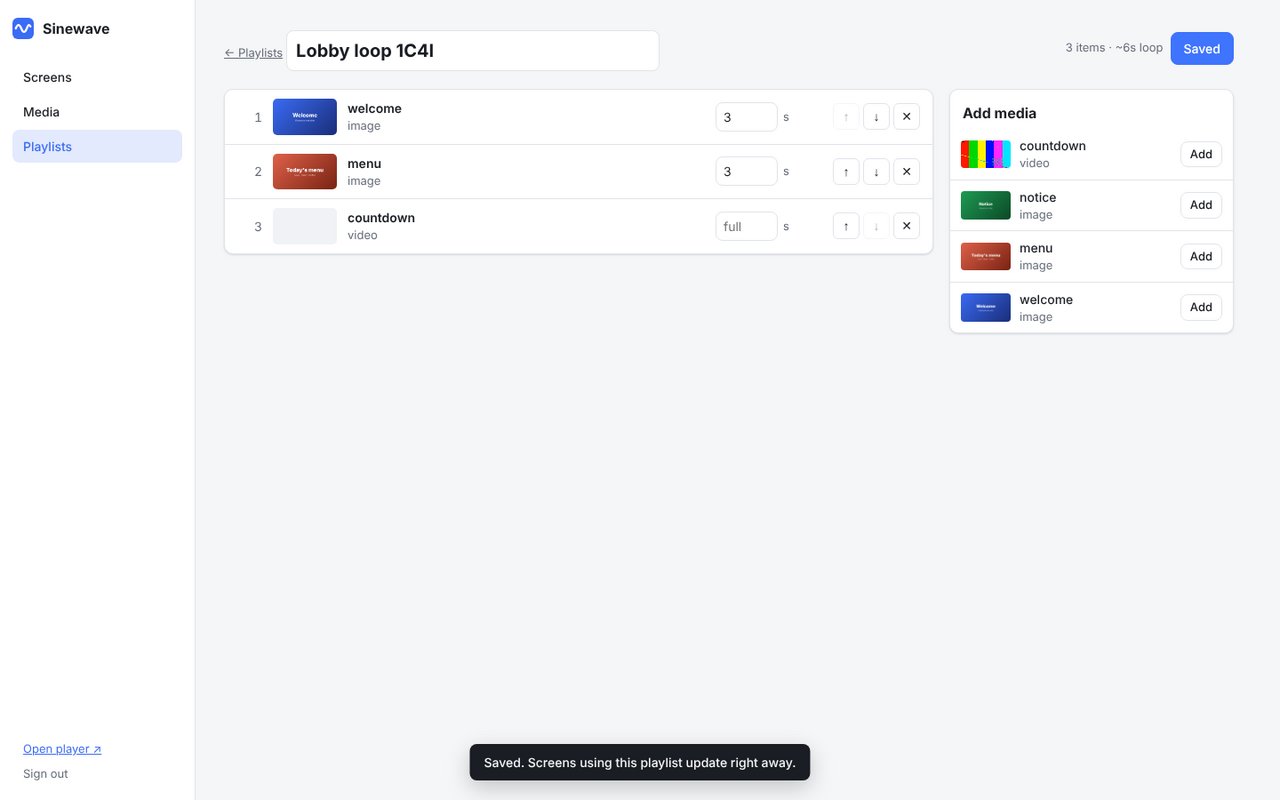 Sinewave
Screens
Media
Playlists
Open player ↗
Sign out
← Playlists
Lobby loop 1C4I
3 items · ~6s loop
Saved
1
Welcome
welcome
image
3
s
↑
↓
✕
2
Today's menu
menu
image
3
s
↑
↓
✕
3
countdown
video
full
s
↑
↓
✕
Add media
countdown
video
Add
Notice
notice
image
Add
Today's menu
menu
image
Add
Welcome
welcome
image
Add
Saved. Screens using this playlist update right away.